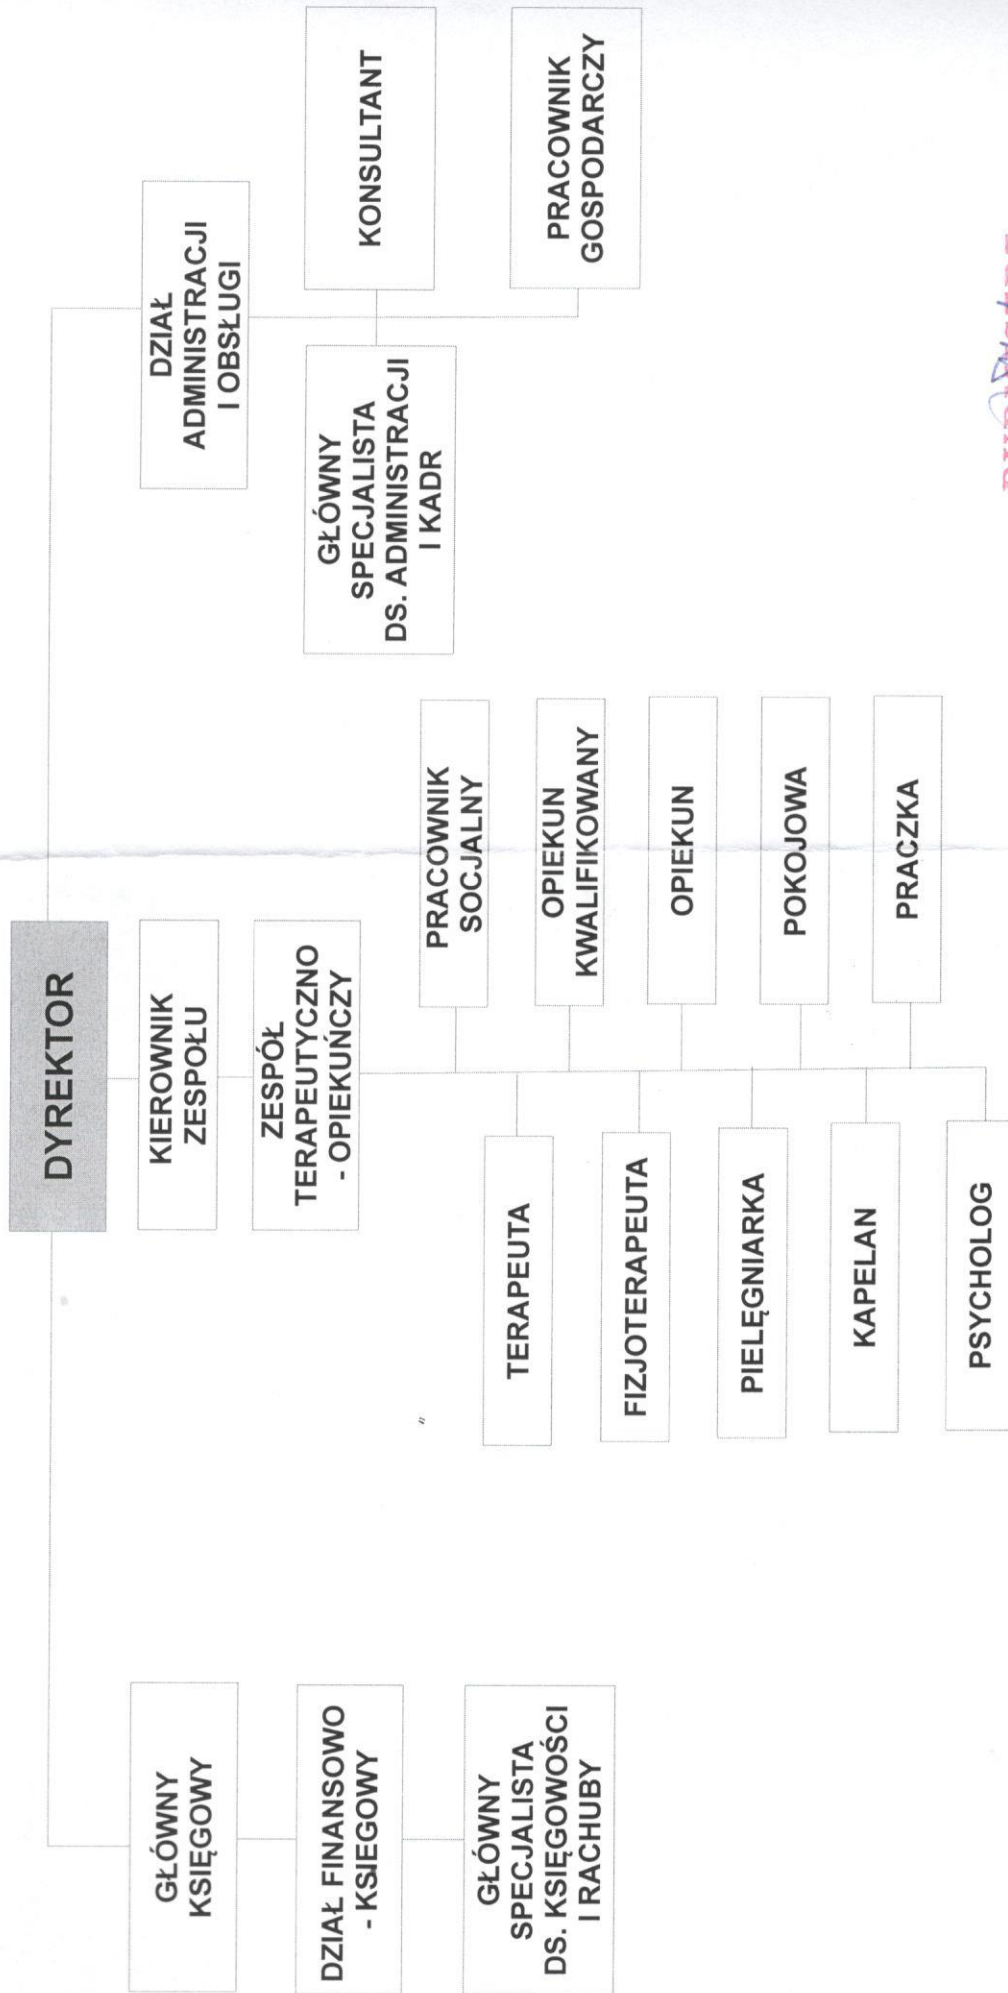 DYREKTOR
GŁÓWNY
KSIĘGOWY
DZIAŁ FINANSOWO
- KSIEGOWY
GŁÓWNY
SPECJALISTA
DS. KSIĘGOWOŚCI
I RACHUBY
KIEROWNIK
ZESPOŁU
ZESPÓŁ
TERAPEUTYCZNO
- OPIEKUŃCZY
TERAPEUTA
FIZJOTERAPEUTA
PIELĘGNIARKA
KAPELAN
PSYCHOLOG
PRACOWNIK
SOCJALNY
OPIEKUN
KWALIFIKOWANY
OPIEKUN
POKOJOWA
PRACZKA
DZIAŁ
ADMINISTRACJI
I OBSŁUGI
GŁÓWNY
SPECJALISTA
DS. ADMINISTRACJI
I KADR
KONSULTANT
PRACOWNIK
GOSPODARCZY